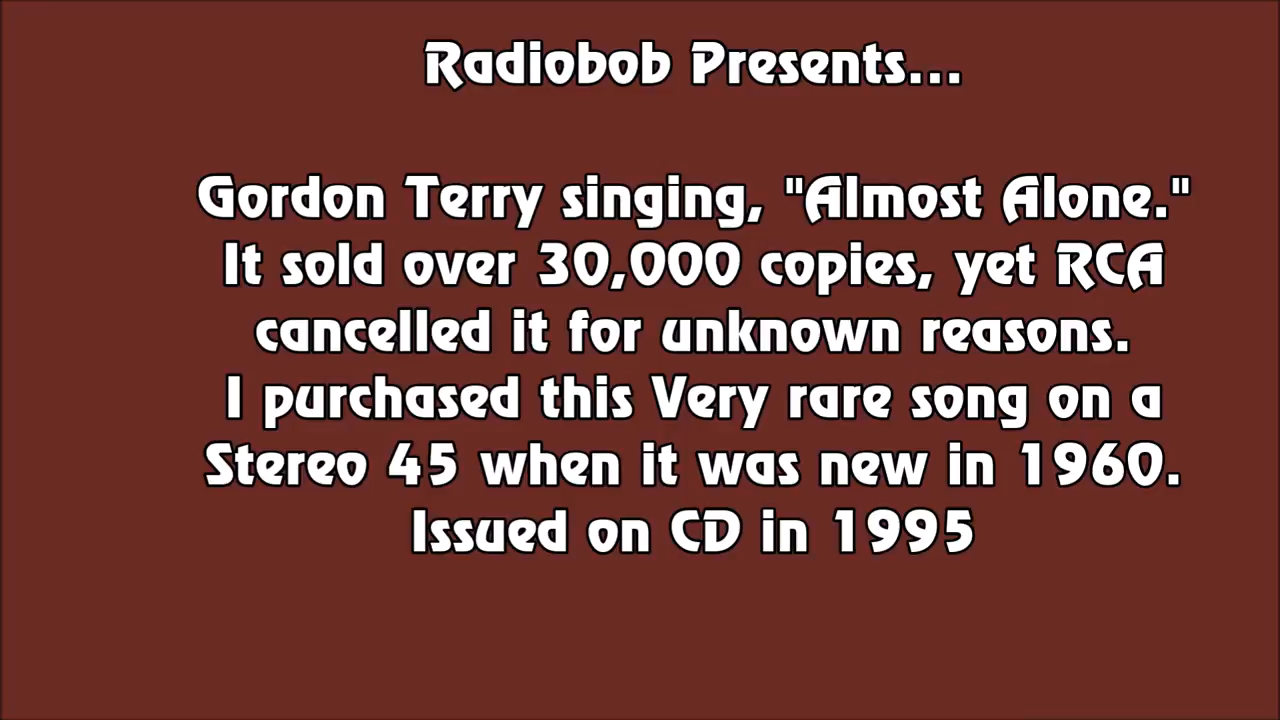 Radiobob Presents...
Gordon Terry singing, "Almost Alone."
It sold over 30,000 copies, yet RCA
cancelled it for unknown reasons.
I purchased this Very rare song on a
Stereo 45 when it was new in 1960.
Issued on CD in 1995